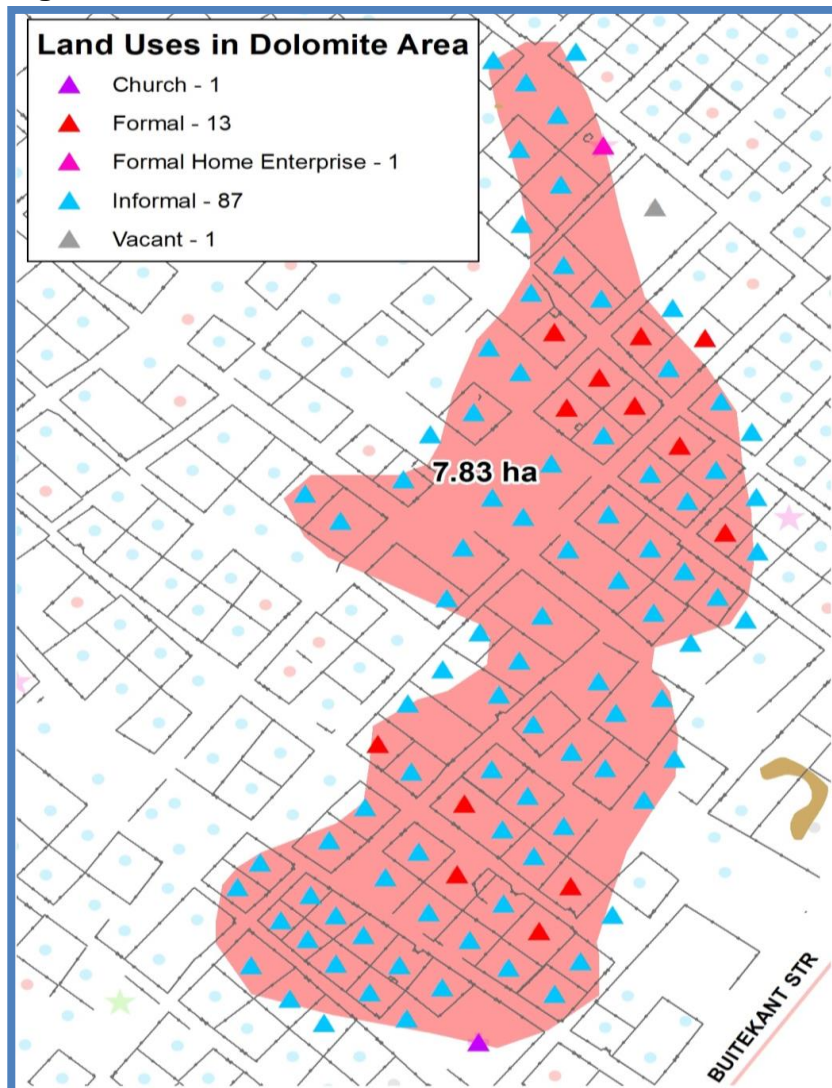 Land Uses in Dolomite Area
Church - 1
Formal - 13
Formal Home Enterprise - 1
Informal - 87
Vacant - 1
7.83 ha
BUITEKANT STR